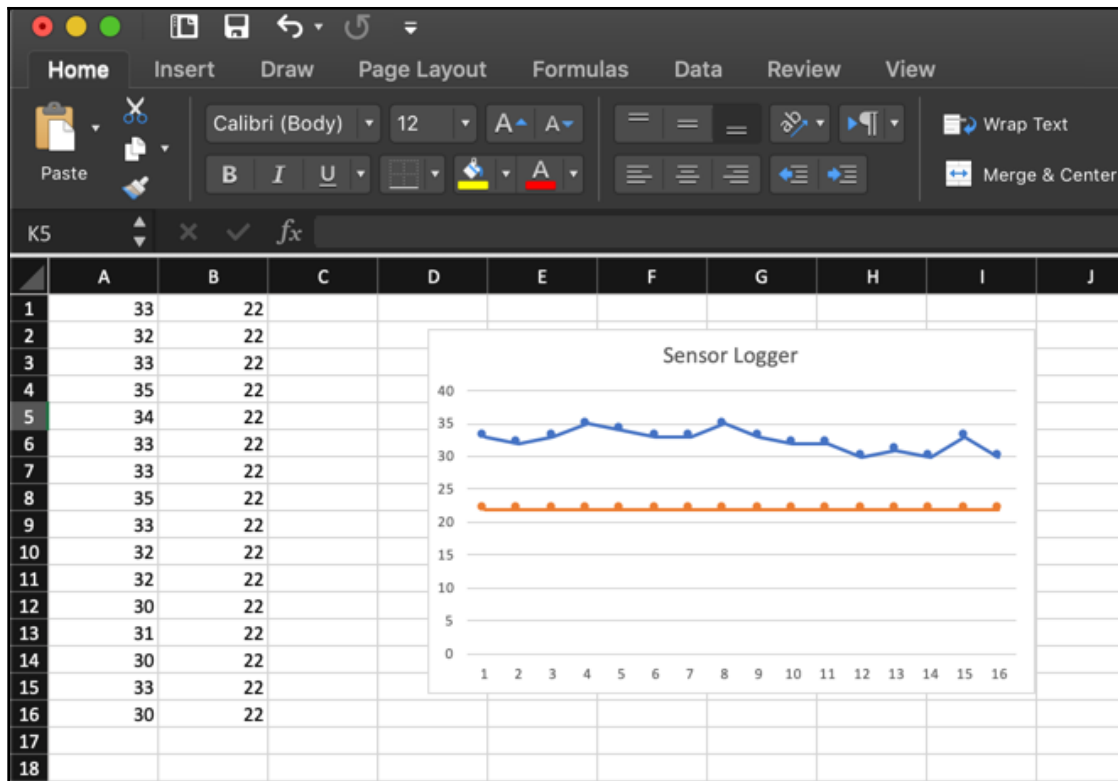 Home Insert Draw Page Layout Formulas Data Review View
Calibri (Body) 12 A A ab Wrap Text
Paste B I U A Merge & Center
K5 fx
A B C D E F G H I J
1 33 22
2 32 22
3 33 22
4 35 22
5 34 22
6 33 22
7 33 22
8 35 22
9 33 22
10 32 22
11 32 22
12 30 22
13 31 22
14 30 22
15 33 22
16 30 22
17
18
Sensor Logger
40
35
30
25
20
15
10
5
0
1 2 3 4 5 6 7 8 9 10 11 12 13 14 15 16